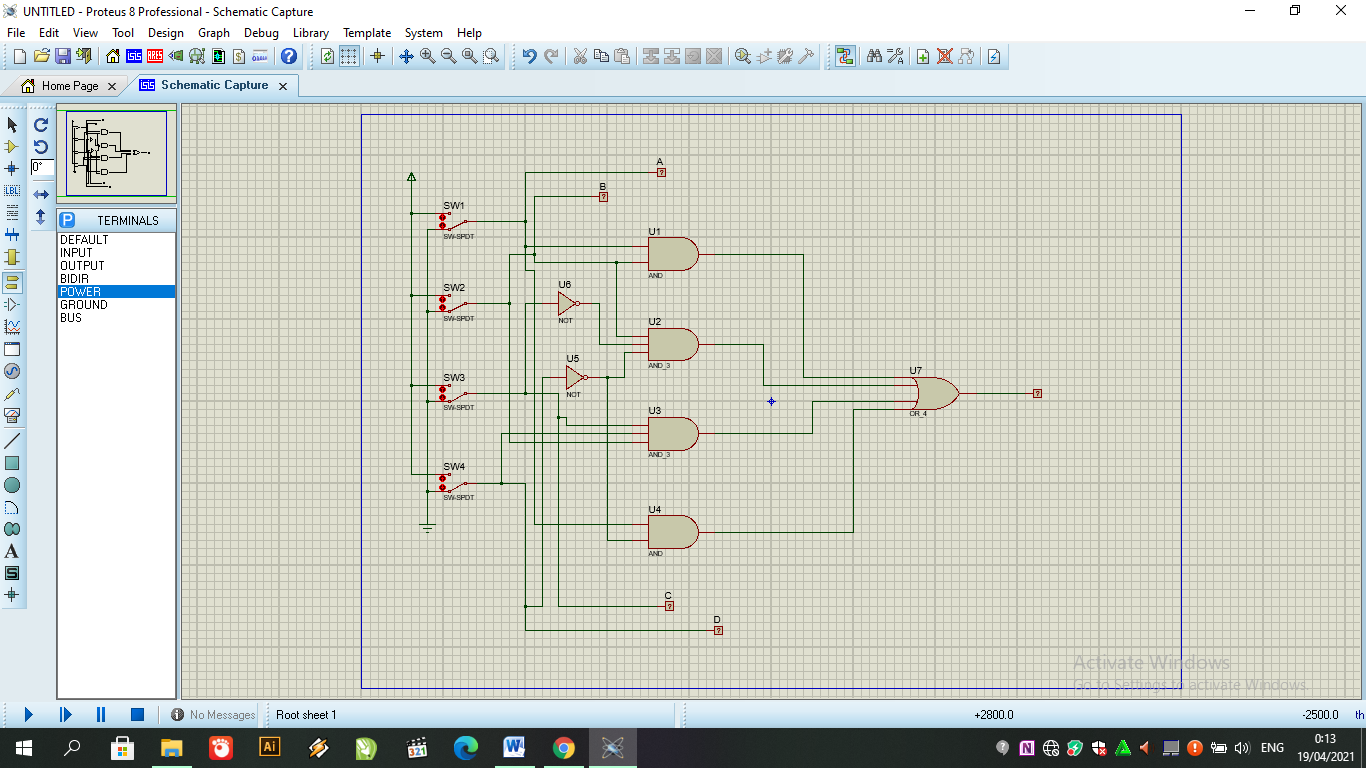 UNTITLED - Proteus 8 Professional - Schematic Capture
File Edit View Tool Design Graph Debug Library Template System Help
Home Page
Schematic Capture
LBL
0°
P TERMINALS
DEFAULT
INPUT
OUTPUT
BIDIR
POWER
GROUND
BUS
A
S
A
?
B
?
SW1
SW-SPDT
U1
AND
SW2
SW-SPDT
U6
NOT
U2
AND_3
U5
NOT
SW3
SW-SPDT
U7
OR_4
?
U3
AND_3
SW4
SW-SPDT
U4
AND
C
?
D
?
Activate Windows
Go to Settings to activate Windows.
No Messages
Root sheet 1
+2800.0
-2500.0
th
Ai
321
W
N
ENG
0:13
19/04/2021